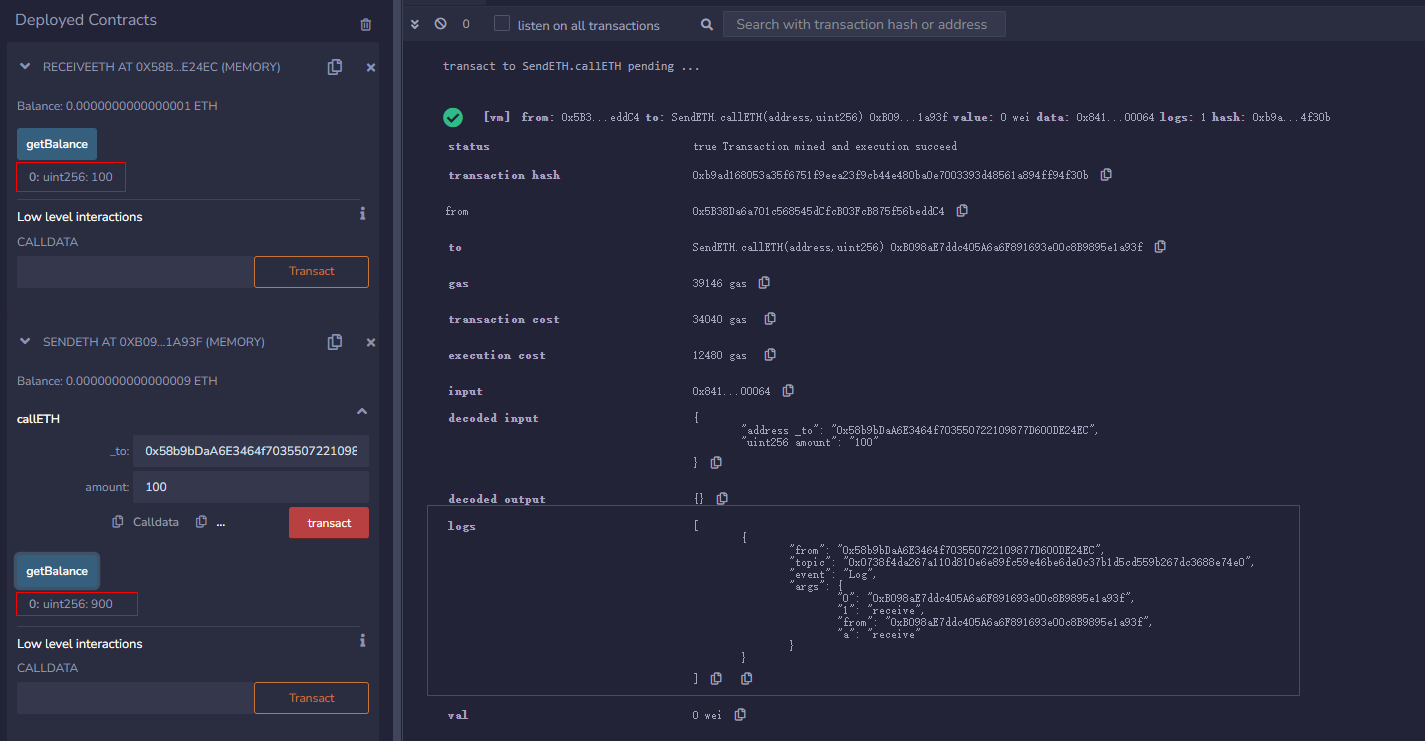 Deployed Contracts
RECEIVEETH AT 0X58B...E24EC (MEMORY)
Balance: 0.0000000000000001 ETH
getBalance
0: uint256: 100
Low level interactions
CALLDATA
Transact
SENDETH AT 0XB09...1A93F (MEMORY)
Balance: 0.0000000000000009 ETH
callETH
_to: 0x58b9bDaA6E3464f7035507221098
amount: 100
Calldata ... transact
getBalance
0: uint256: 900
Low level interactions
CALLDATA
Transact
0 listen on all transactions Search with transaction hash or address
transact to SendETH.callETH pending ...
[vm] from: 0x5B3...eddC4 to: SendETH.callETH(address,uint256) 0xB09...1a93f value: 0 wei data: 0x841...00064 logs: 1 hash: 0xb9a...4f30b
status true Transaction mined and execution succeed
transaction hash 0xb9ad168053a35f6751f9eea23f9cb44e480ba0e7003393d48561a894ff94f30b
from 0x5B38Da6a701c568545dCfcB03FcB875f56beddC4
to SendETH.callETH(address,uint256) 0xB098aE7ddc405A6a6F891693e00c8B9895e1a93f
gas 39146 gas
transaction cost 34040 gas
execution cost 12480 gas
input 0x841...00064
decoded input {
"address _to": "0x58b9bDaA6E3464f703550722109877D600DE24EC",
"uint256 amount": "100"
}
decoded output {}
logs [
{
"from": "0x58b9bDaA6E3464f703550722109877D600DE24EC",
"topic": "0x0738f4da267a110d810e6e89fc59e46be6de0c37b1d5cd559b267dc3688e74e0",
"event": "Log",
"args": {
"0": "0xB098aE7ddc405A6a6F891693e00c8B9895e1a93f",
"1": "receive",
"from": "0xB098aE7ddc405A6a6F891693e00c8B9895e1a93f",
"a": "receive"
}
}
]
val 0 wei